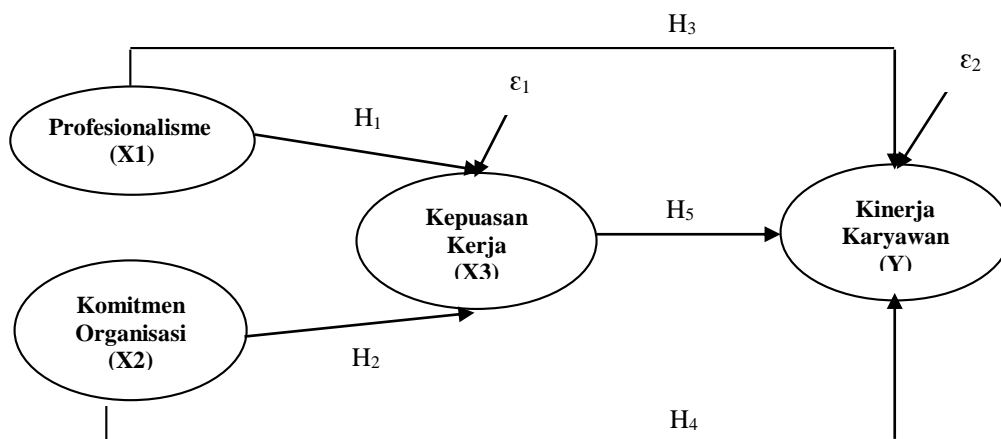 H₃
ε₁
ε₂
Profesionalisme
(X1)
H₁
Kepuasan
Kerja
(X3)
H₅
Kinerja
Karyawan
(Y)
Komitmen
Organisasi
(X2)
H₂
H₄